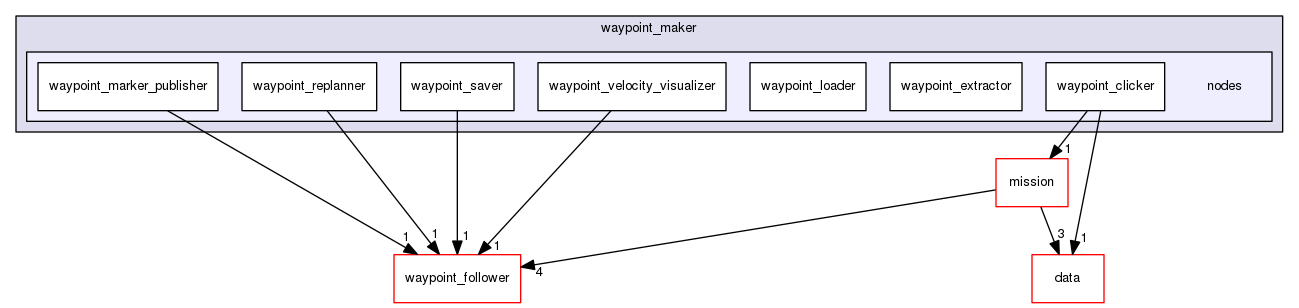 waypoint_maker
waypoint_marker_publisher
waypoint_replanner
waypoint_saver
waypoint_velocity_visualizer
waypoint_loader
waypoint_extractor
waypoint_clicker
nodes
1
mission
1
1
1
1
3
1
4
waypoint_follower
data